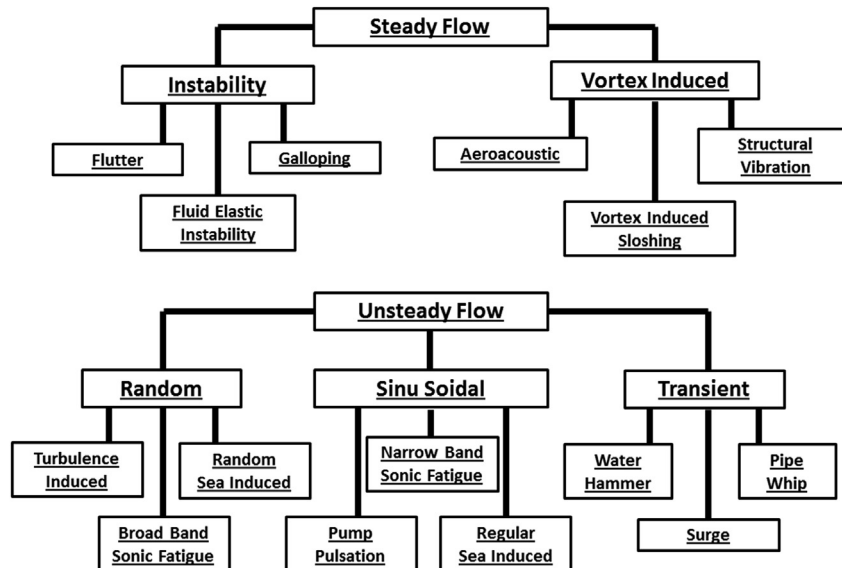 Steady Flow
Instability
Vortex Induced
Flutter
Galloping
Aeroacoustic
Structural
Vibration
Fluid Elastic
Instability
Vortex Induced
Sloshing
Unsteady Flow
Random
Sinu Soidal
Transient
Turbulence
Induced
Random
Sea Induced
Narrow Band
Sonic Fatigue
Water
Hammer
Pipe
Whip
Broad Band
Sonic Fatigue
Pump
Pulsation
Regular
Sea Induced
Surge